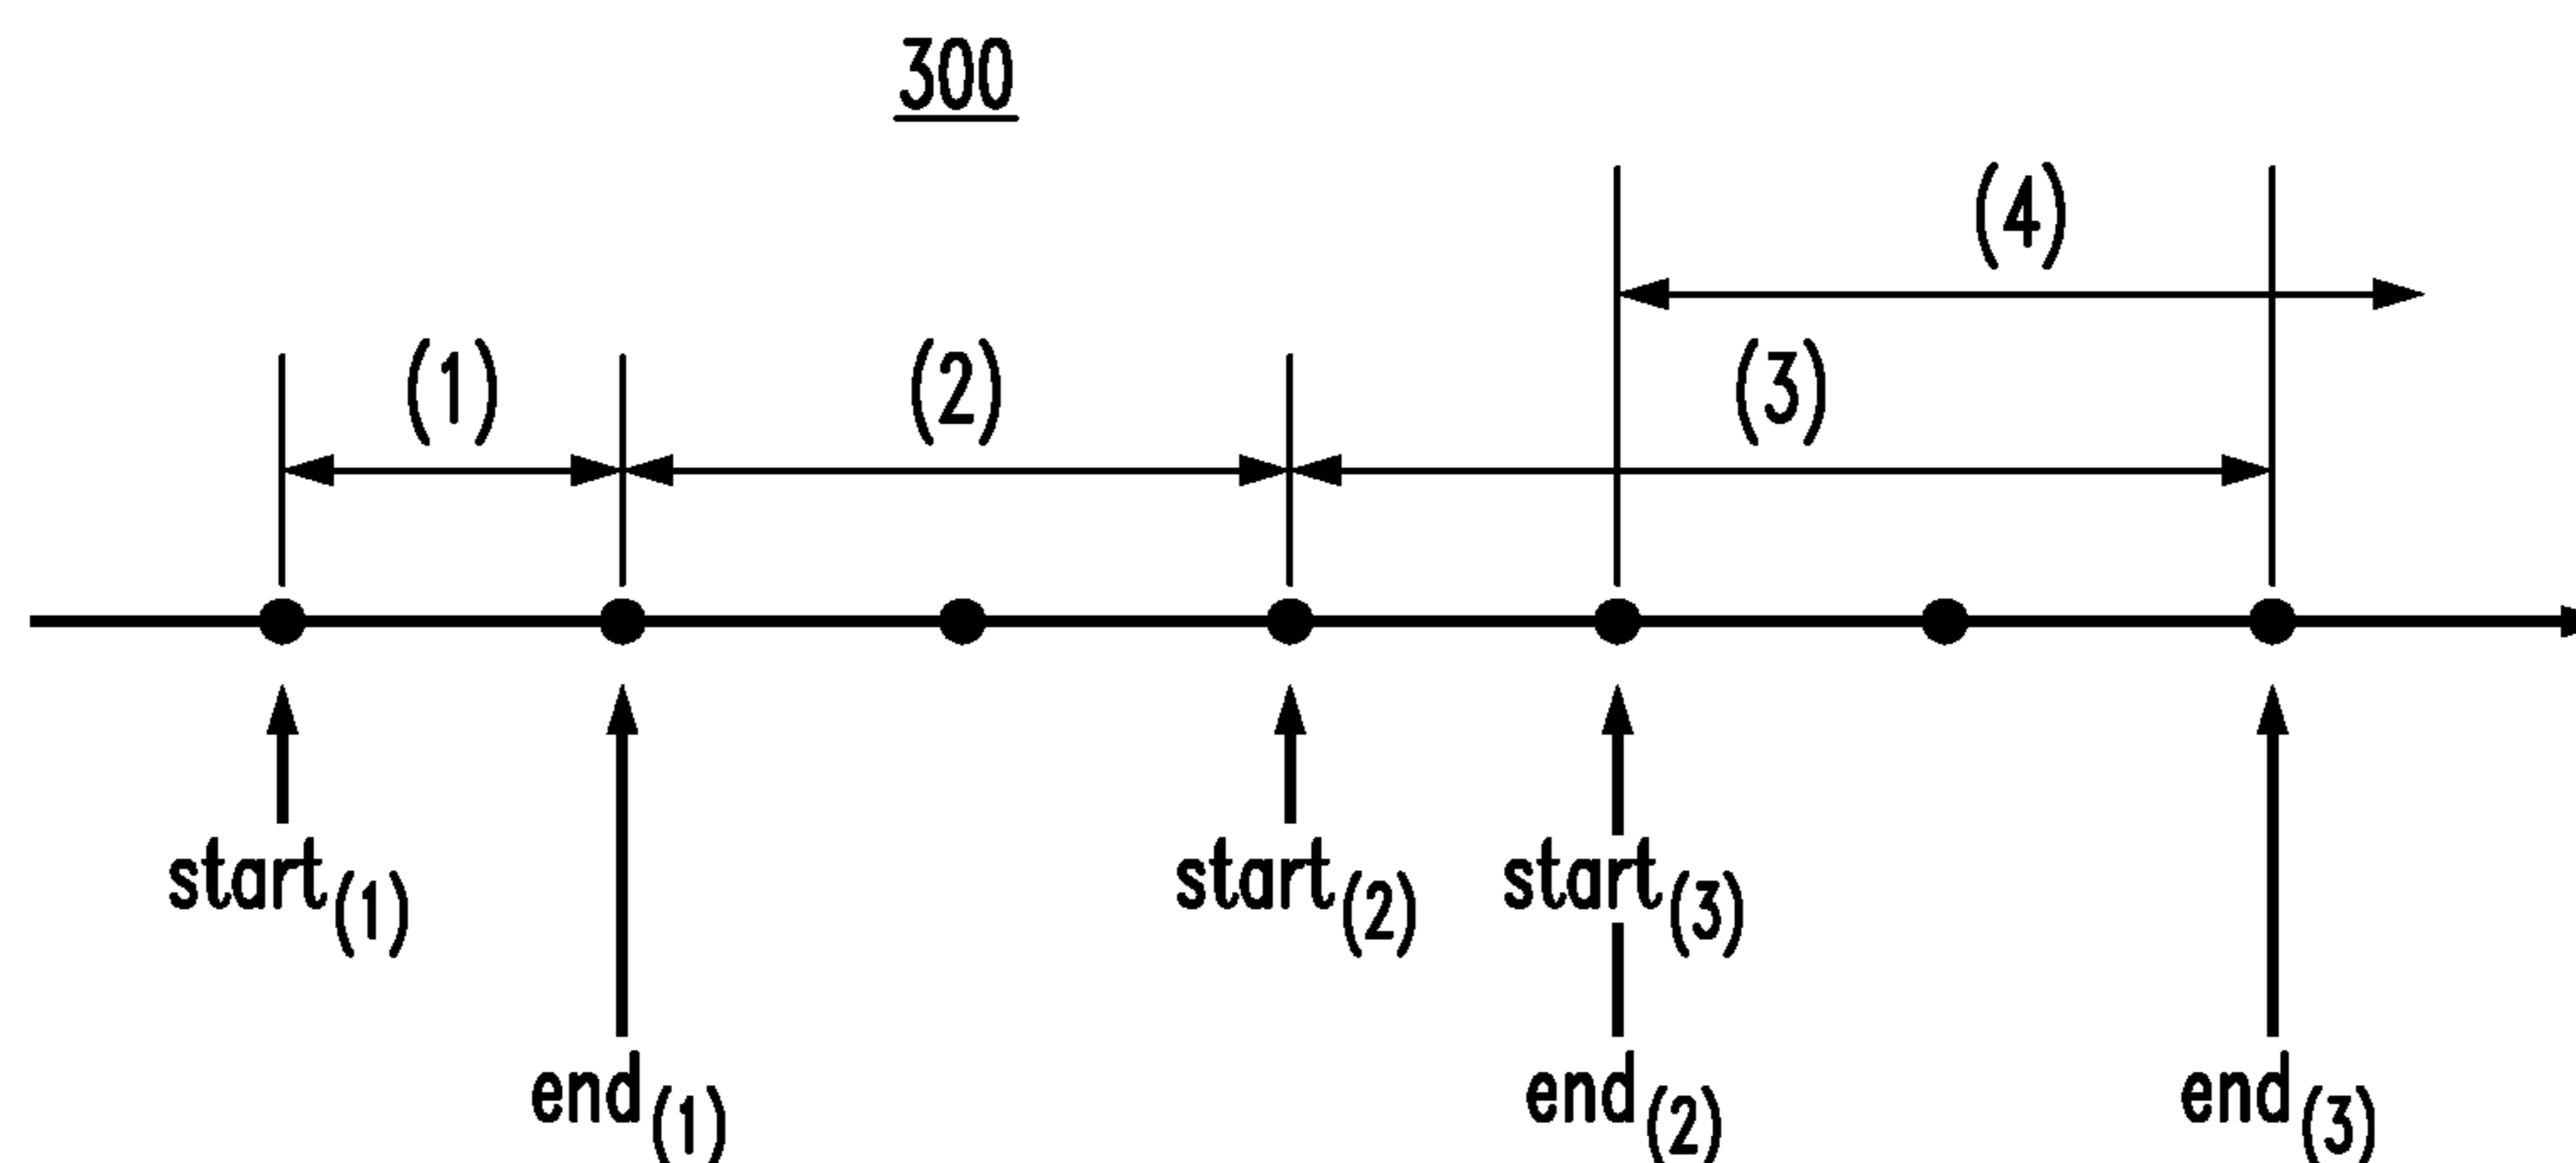 300
(4)
(1) (2) (3)
start(1) start(2) start(3)
end(1) end(2) end(3)